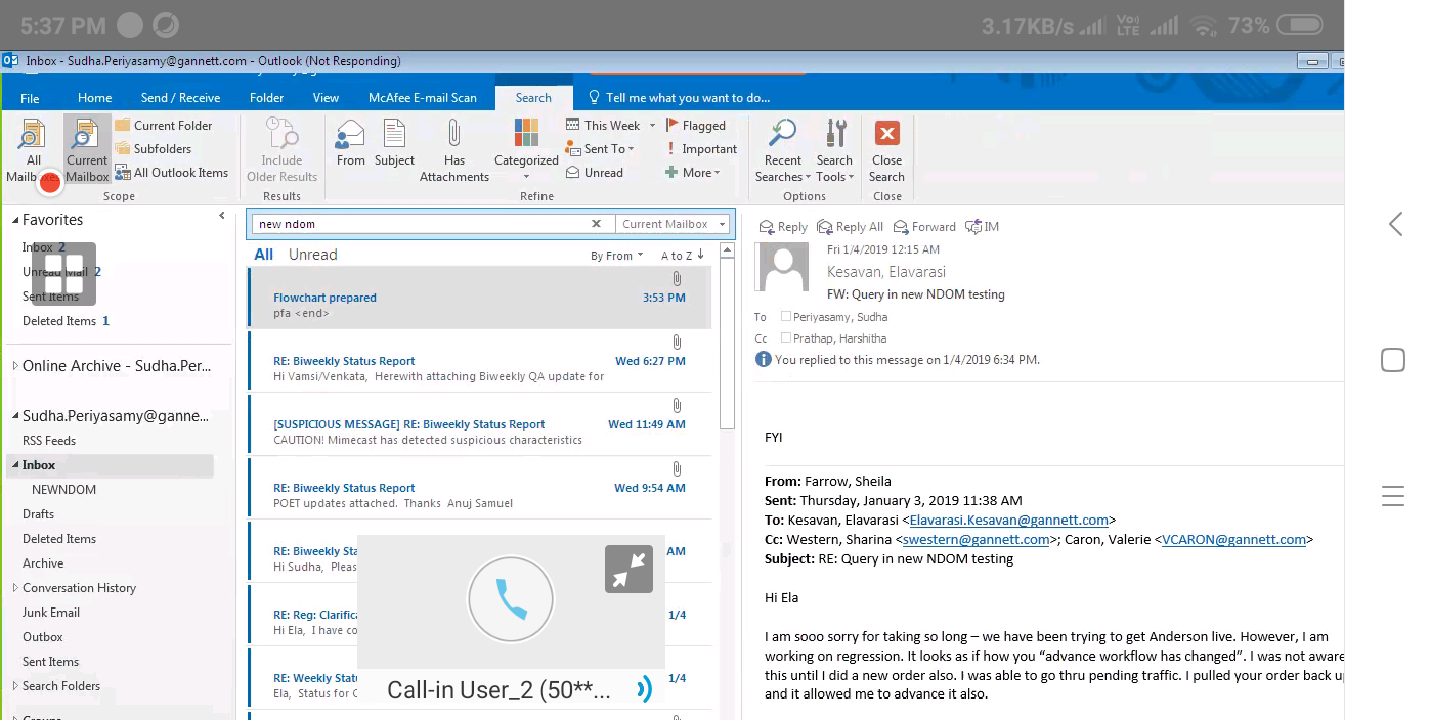 5:37 PM
3.17KB/s
Vo)
LTE
73%
Inbox - Sudha.Periyasamy@gannett.com - Outlook (Not Responding)
File Home Send / Receive Folder View McAfee E-mail Scan Search Tell me what you want to do...
All
Current Mailbox
Current Folder
Subfolders
All Outlook Items
Scope
Include Older Results
Results
From
Subject
Has Attachments
Categorized
This Week
Sent To
Unread
Flagged
Important
More
Refine
Recent Searches
Search Tools
Options
Close Search
Close
Favorites
Inbox 2
Unread Mail 2
Sent Items
Deleted Items 1
Online Archive - Sudha.Per...
Sudha.Periyasamy@ganne...
RSS Feeds
Inbox
NEWNDOM
Drafts
Deleted Items
Archive
Conversation History
Junk Email
Outbox
Sent Items
Search Folders
new ndom
Current Mailbox
All Unread
By From A to Z
Flowchart prepared 3:53 PM
pfa <end>
RE: Biweekly Status Report Wed 6:27 PM
Hi Vamsi/Venkata, Herewith attaching Biweekly QA update for
[SUSPICIOUS MESSAGE] RE: Biweekly Status Report Wed 11:49 AM
CAUTION! Mimecast has detected suspicious characteristics
RE: Biweekly Status Report Wed 9:54 AM
POET updates attached. Thanks Anuj Samuel
RE: Biweekly Sta AM
Hi Sudha, Pleas
RE: Reg: Clarific 1/4
Hi Ela, I have co
RE: Weekly Statu 1/4
Ela, Status for C
Call-in User_2 (50**...
Reply Reply All Forward IM
Fri 1/4/2019 12:15 AM
Kesavan, Elavarasi
FW: Query in new NDOM testing
To Periyasamy, Sudha
Cc Prathap, Harshitha
You replied to this message on 1/4/2019 6:34 PM.
FYI
From: Farrow, Sheila
Sent: Thursday, January 3, 2019 11:38 AM
To: Kesavan, Elavarasi <Elavarasi.Kesavan@gannett.com>
Cc: Western, Sharina <swestern@gannett.com>; Caron, Valerie <VCARON@gannett.com>
Subject: RE: Query in new NDOM testing
Hi Ela
I am sooo sorry for taking so long – we have been trying to get Anderson live. However, I am
working on regression. It looks as if how you “advance workflow has changed”. I was not aware
this until I did a new order also. I was able to go thru pending traffic. I pulled your order back u
and it allowed me to advance it also.